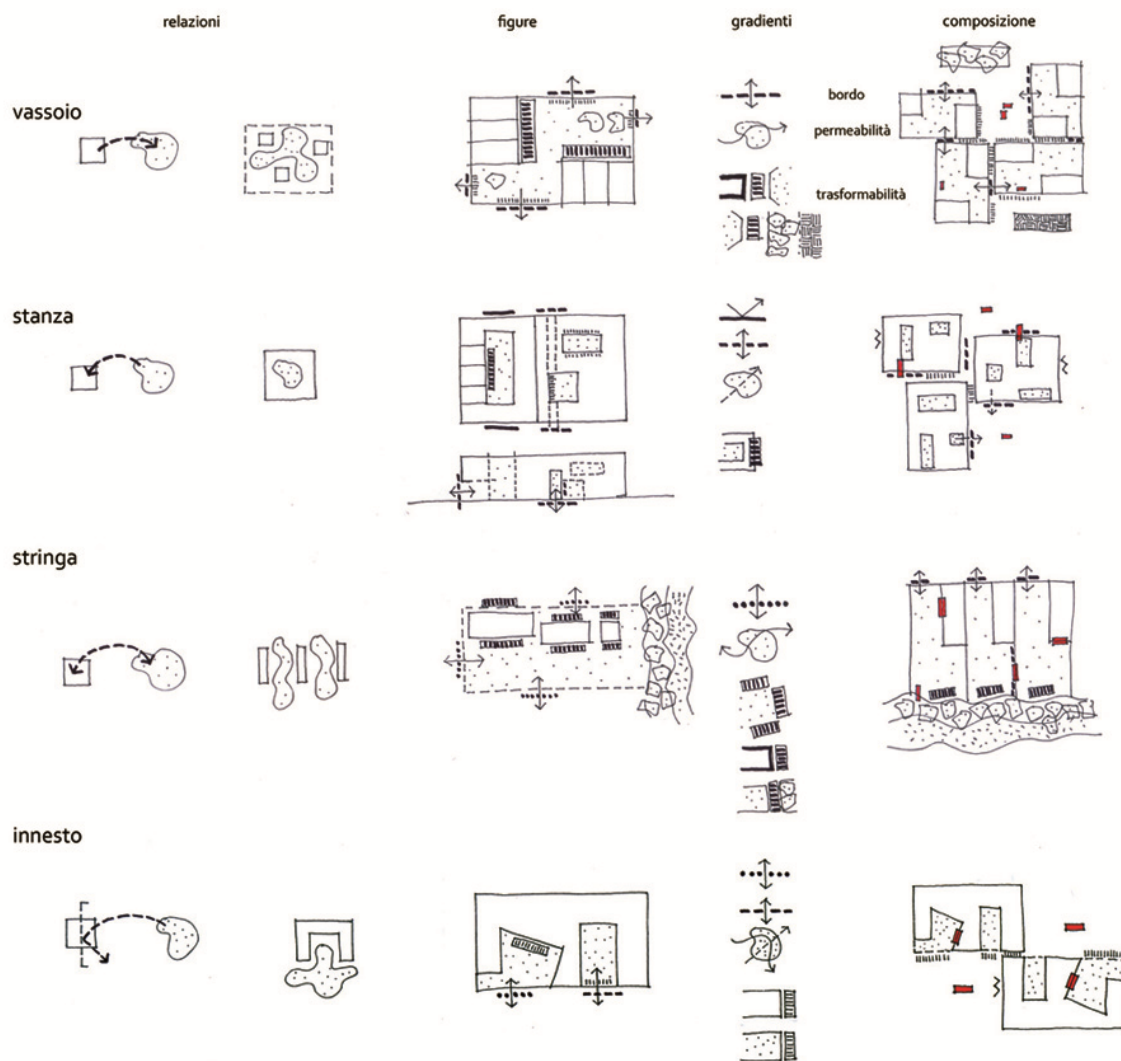 relazioni
figure
gradienti
composizione
vassoio
bordo
permeabilità
trasformabilità
stanza
stringa
innesto